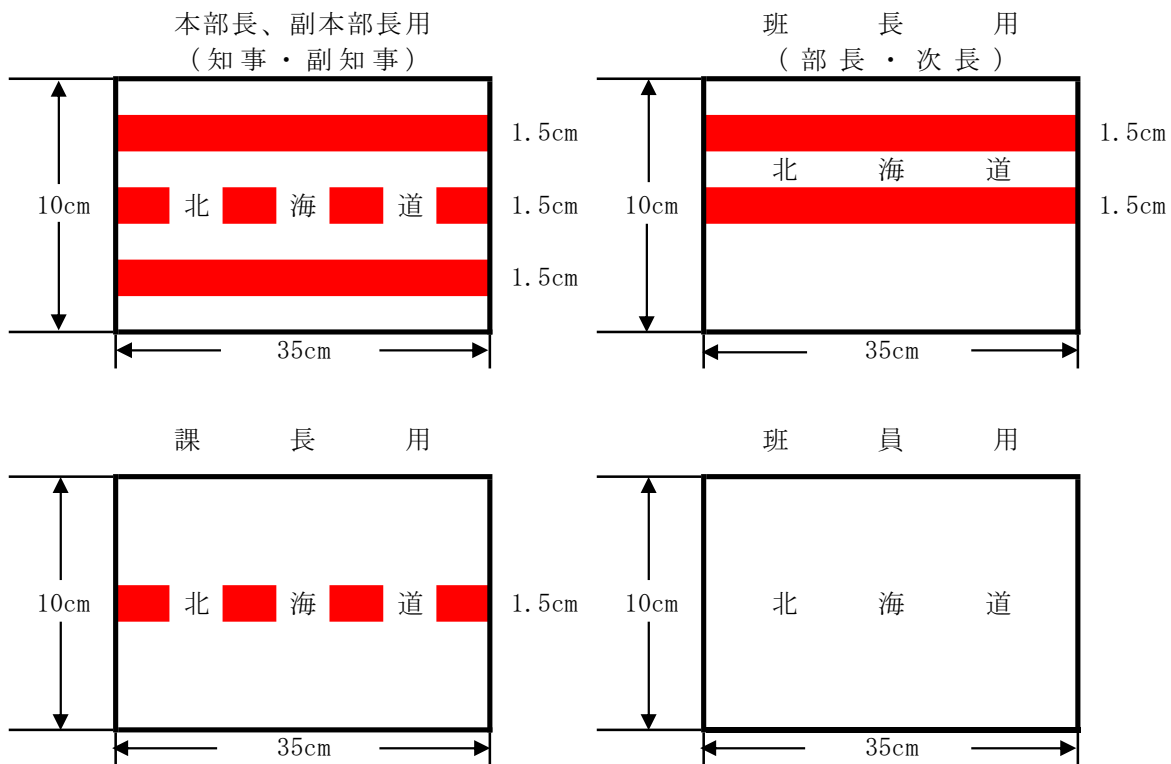 本部長、副本部長用
(知事・副知事)
1.5cm
北 海 道
10cm
1.5cm
1.5cm
35cm
班 長 用
(部長・次長)
1.5cm
北 海 道
10cm
1.5cm
35cm
課 長 用
10cm
北 海 道
1.5cm
35cm
班 員 用
10cm
北 海 道
35cm